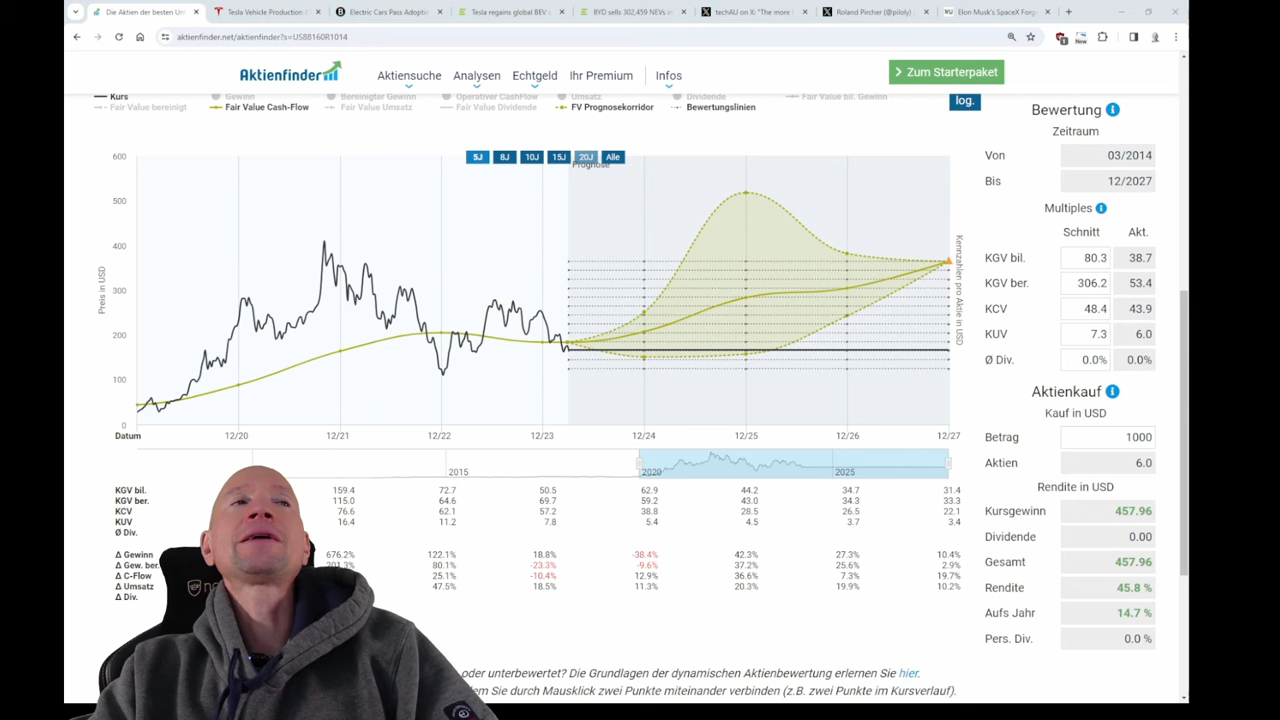 Die Aktien der besten Un
Tesla Vehicle Production &
Electric Cars Pass Adoptic
Tesla regains global BEV
BYD sells 302,459 NEVs in
techAU on X: "The more I
Roland Pircher (@piloly)
Elon Musk's SpaceX Forg
aktienfinder.net/aktienfinder?s=US88160R1014
New
Aktienfinder
Aktiensuche
Analysen
Echtgeld
Ihr Premium
Infos
Zum Starterpaket
Kurs
Gewinn
Bereinigter Gewinn
Operativer CashFlow
Umsatz
Dividende
Fair Value bil. Gewinn
Fair Value bereinigt
Fair Value Cash-Flow
Fair Value Umsatz
Fair Value Dividende
FV Prognosekorridor
Bewertungslinien
log.
5J 8J 10J 15J 20J Alle
Prognose
Preis in USD
600
500
400
300
200
100
0
Kennzahlen pro Aktie in USD
Datum 12/20 12/21 12/22 12/23 12/24 12/25 12/26 12/27
2015 2020 2025
KGV bil. 159.4 72.7 50.5 62.9 44.2 34.7 31.4
KGV ber. 115.0 64.6 69.7 59.2 43.0 34.3 33.3
KCV 76.6 62.1 57.2 38.8 28.5 26.5 22.1
KUV 16.4 11.2 7.8 5.4 4.5 3.7 3.4
Ø Div.
Δ Gewinn 676.2% 122.1% 18.8% -38.4% 42.3% 27.3% 10.4%
Δ Gew. ber. 201.3% 80.1% -23.3% -9.6% 37.2% 25.6% 2.9%
Δ C-Flow 25.1% -10.4% 12.9% 36.6% 7.3% 19.7%
Δ Umsatz 47.5% 18.5% 11.3% 20.3% 19.9% 10.2%
Δ Div.
oder unterbewertet? Die Grundlagen der dynamischen Aktienbewertung erlernen Sie hier.
Sie durch Mausklick zwei Punkte miteinander verbinden (z.B. zwei Punkte im Kursverlauf).
Bewertung
Zeitraum
Von 03/2014
Bis 12/2027
Multiples
Schnitt Akt.
KGV bil. 80.3 38.7
KGV ber. 306.2 53.4
KCV 48.4 43.9
KUV 7.3 6.0
Ø Div. 0.0% 0.0%
Aktienkauf
Kauf in USD
Betrag 1000
Aktien 6.0
Rendite in USD
Kursgewinn 457.96
Dividende 0.00
Gesamt 457.96
Rendite 45.8 %
Aufs Jahr 14.7 %
Pers. Div. 0.0 %